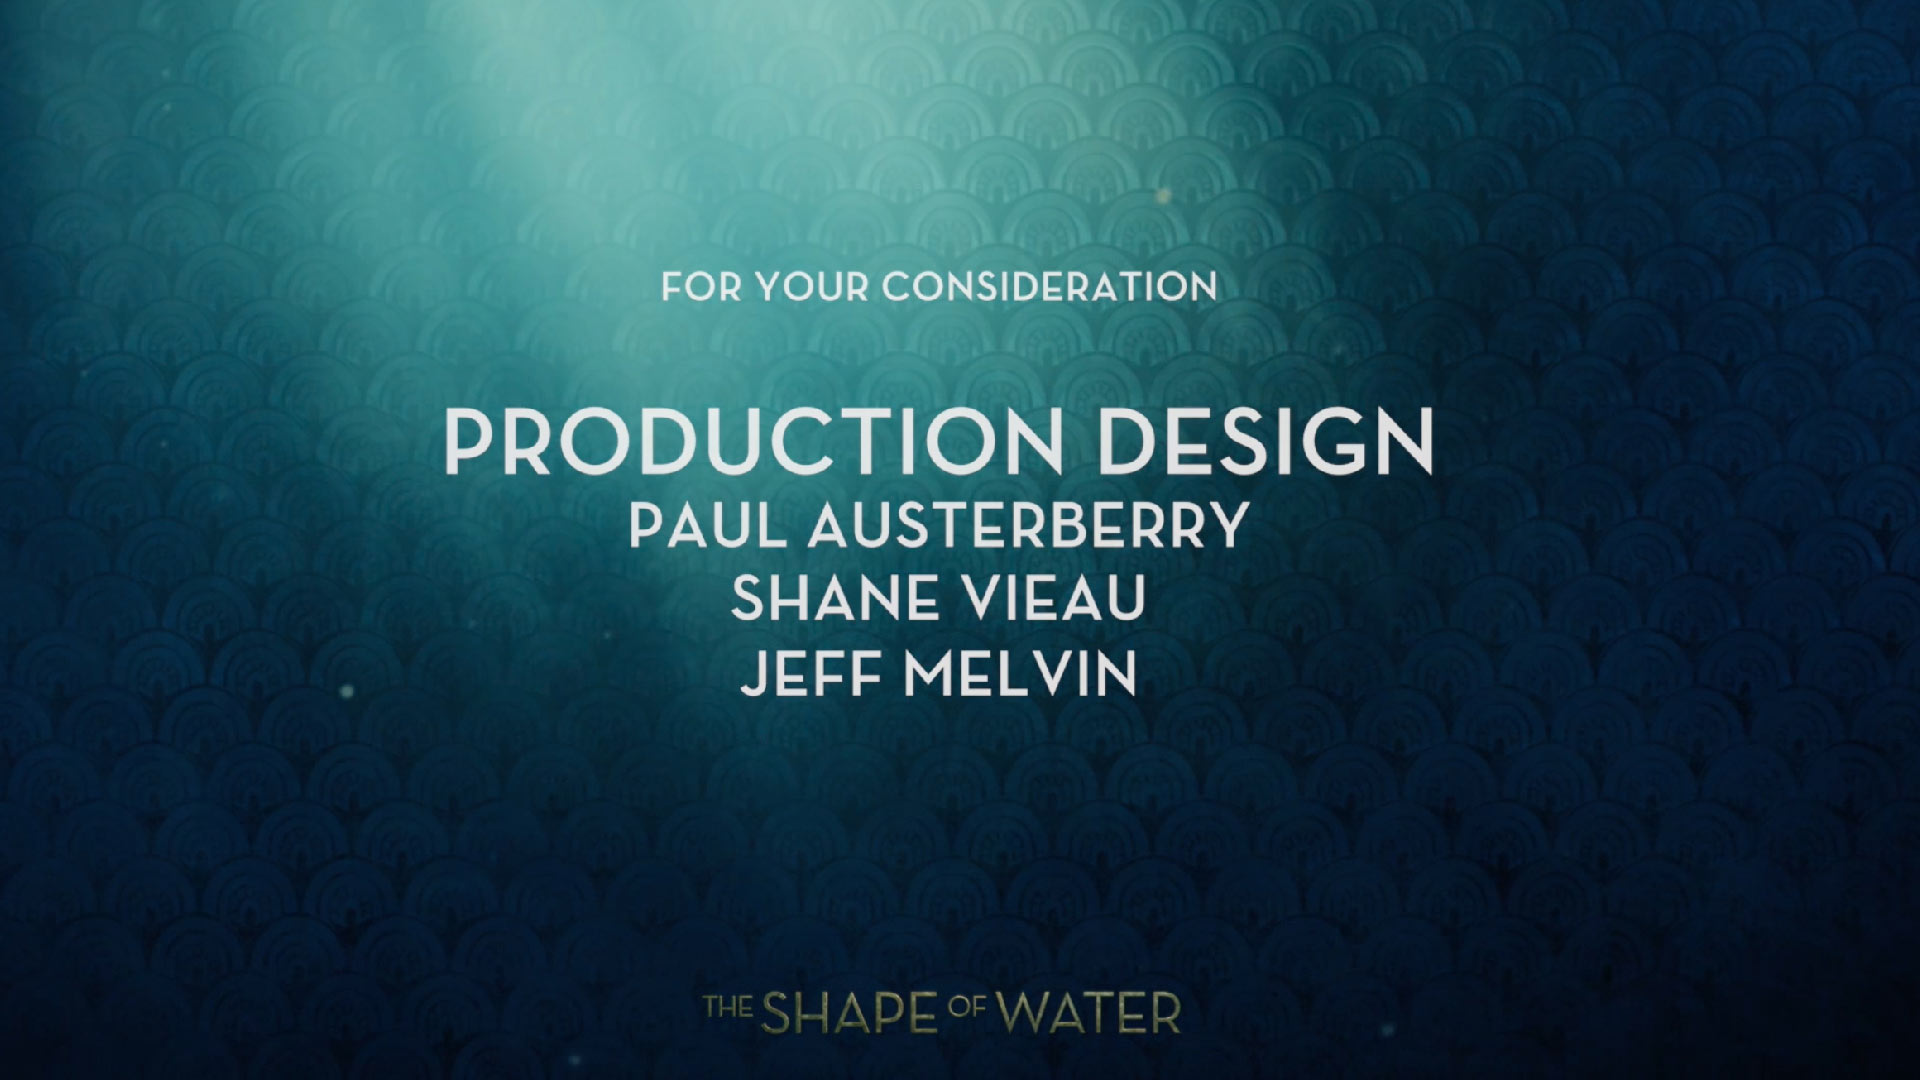 FOR YOUR CONSIDERATION
PRODUCTION DESIGN
PAUL AUSTERBERRY
SHANE VIEAU
JEFF MELVIN
THE SHAPE OF WATER